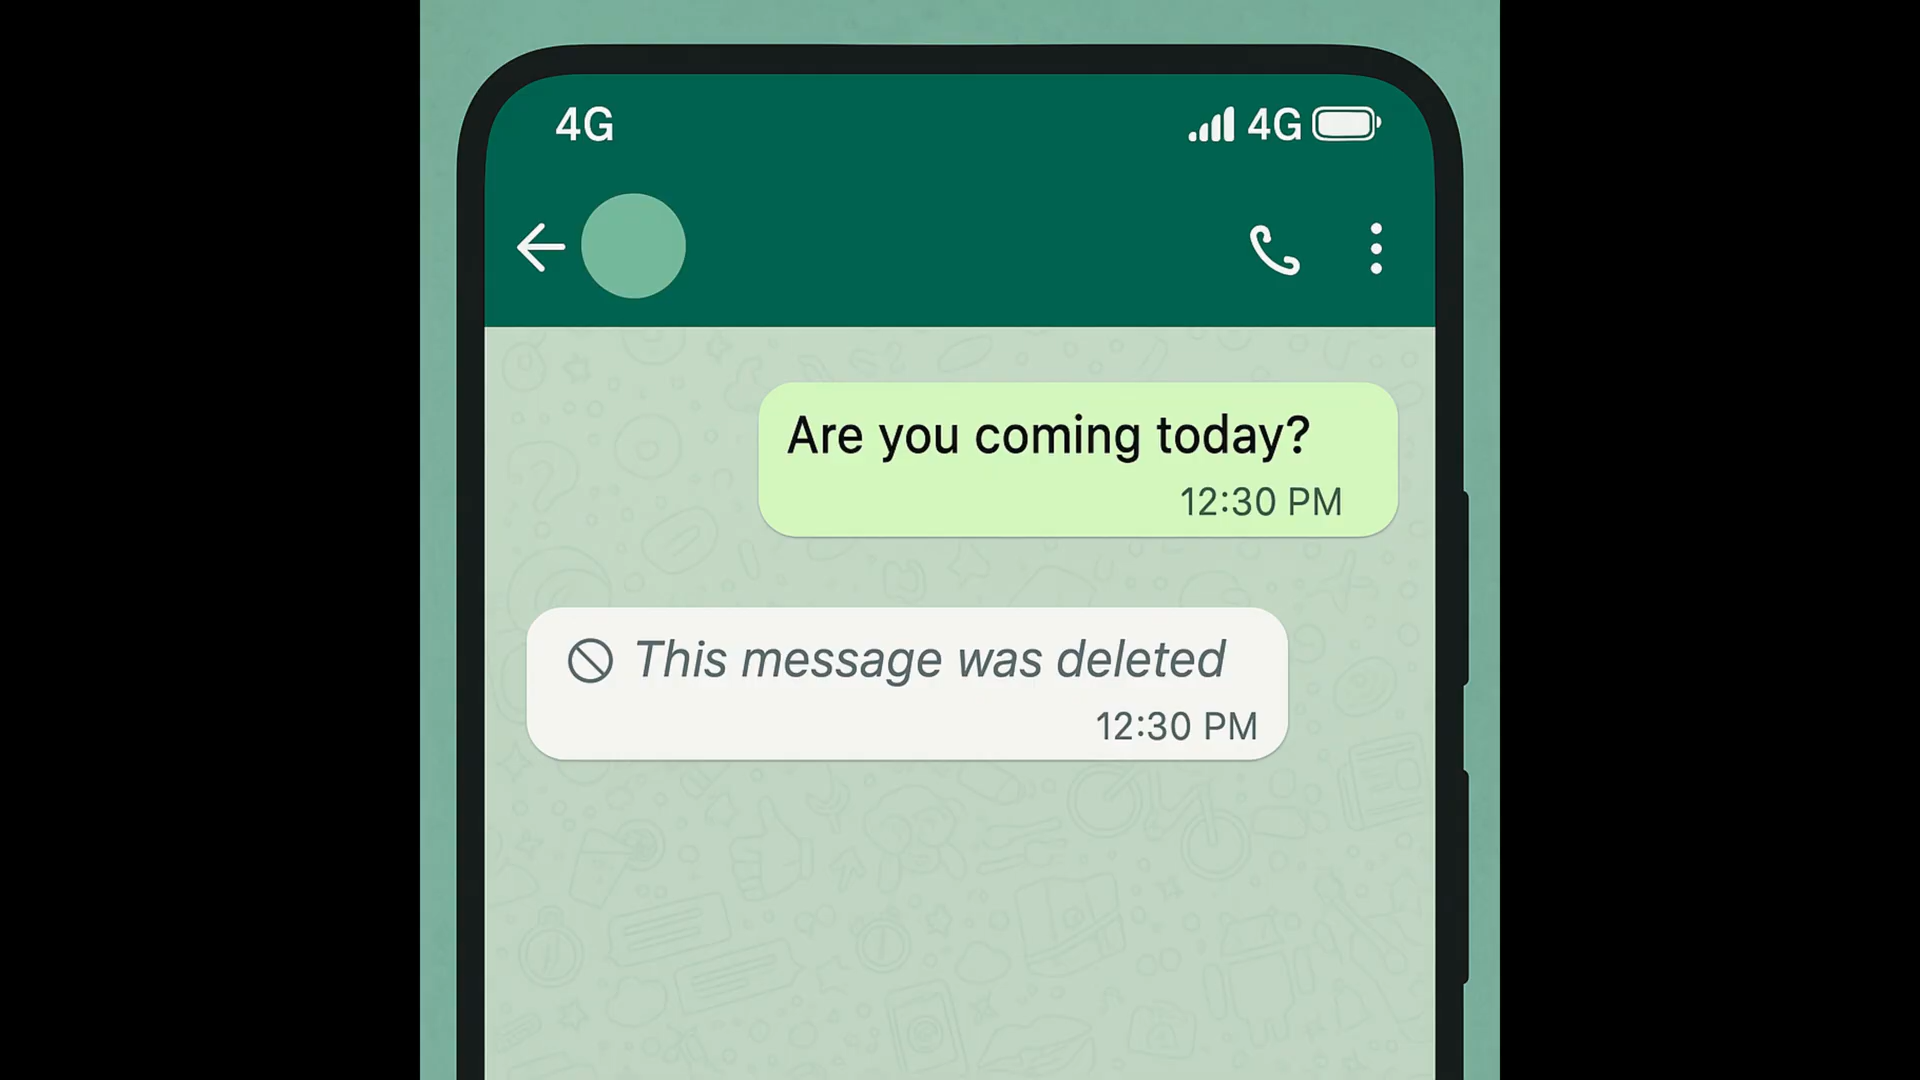 4G 4G
Are you coming today?
12:30 PM
This message was deleted
12:30 PM